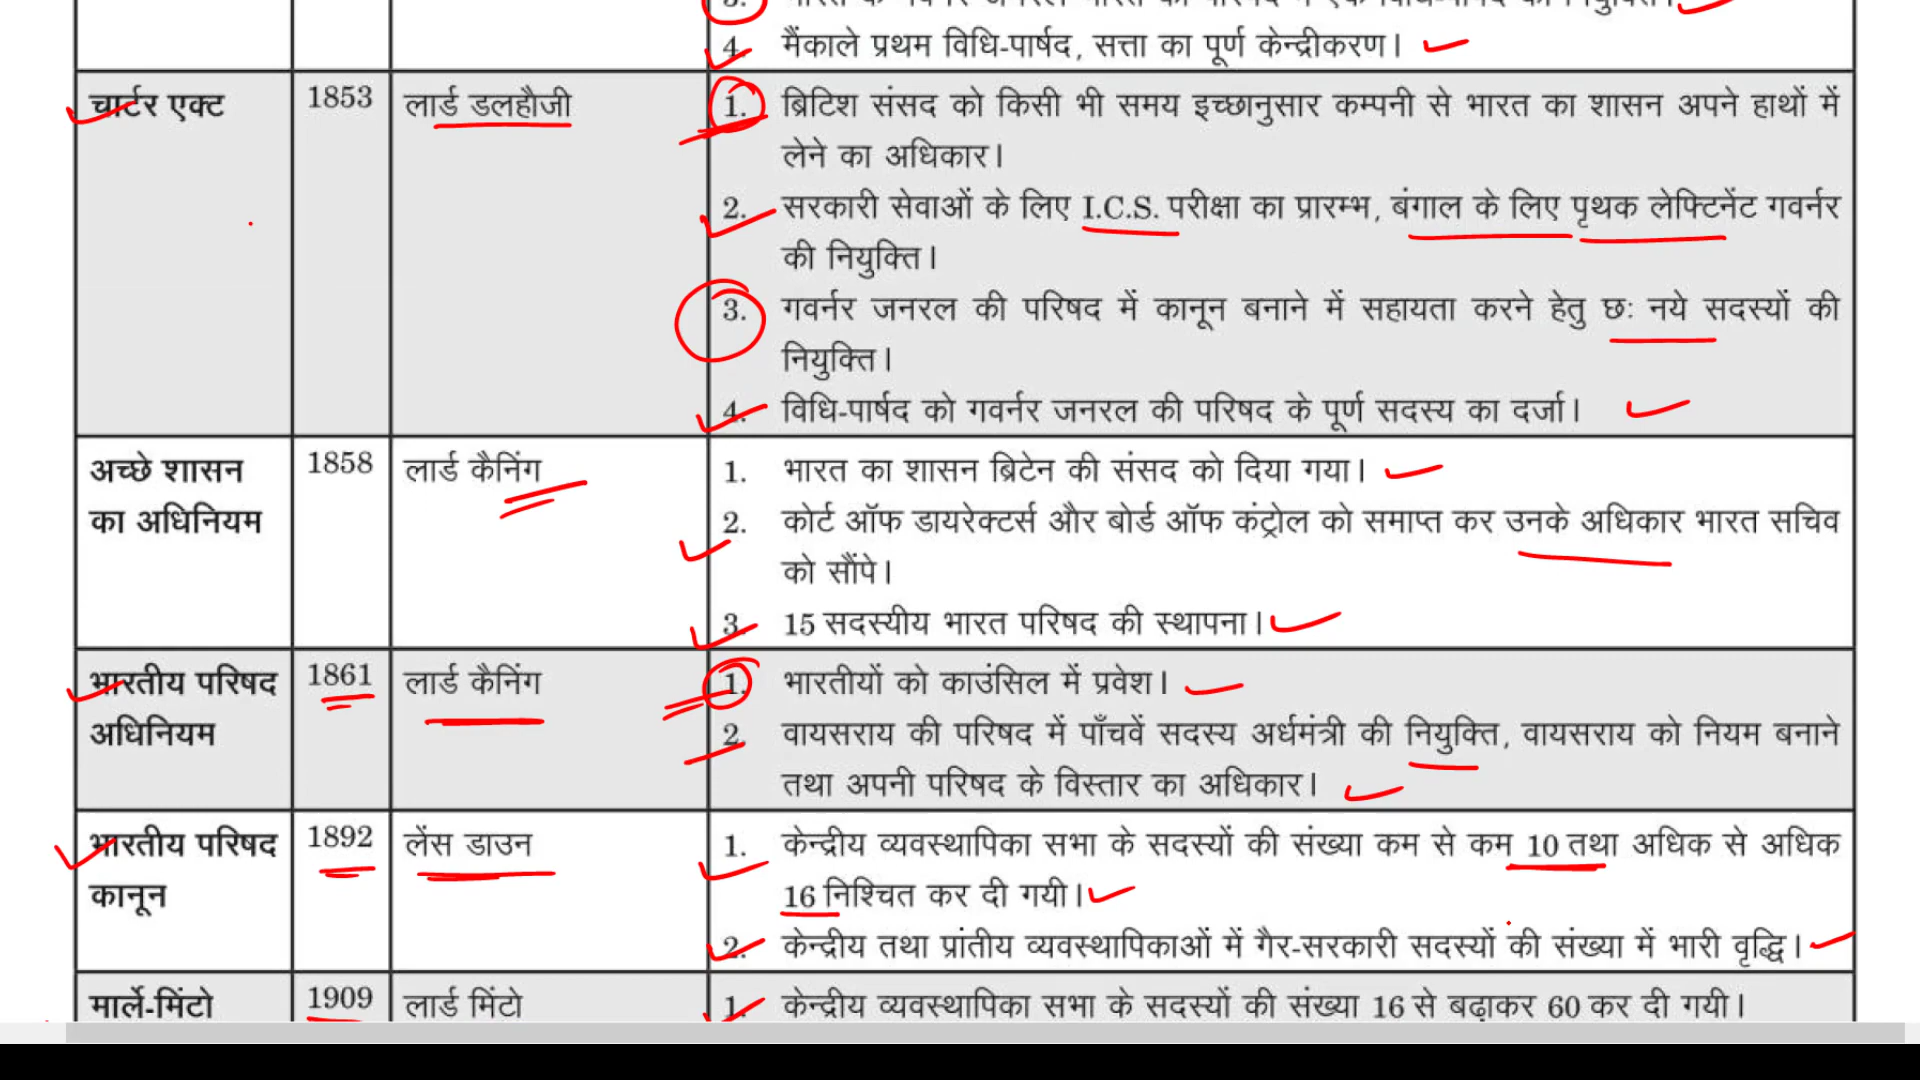 4. मैंकाले प्रथम विधि-पार्षद, सत्ता का पूर्ण केन्द्रीकरण।
चार्टर एक्ट 1853 लार्ड डलहौजी 1. ब्रिटिश संसद को किसी भी समय इच्छानुसार कम्पनी से भारत का शासन अपने हाथों में
लेने का अधिकार।
2. सरकारी सेवाओं के लिए I.C.S. परीक्षा का प्रारम्भ, बंगाल के लिए पृथक लेफ्टिनेंट गवर्नर
की नियुक्ति।
3. गवर्नर जनरल की परिषद में कानून बनाने में सहायता करने हेतु छः नये सदस्यों की
नियुक्ति।
4. विधि-पार्षद को गवर्नर जनरल की परिषद के पूर्ण सदस्य का दर्जा।
अच्छे शासन 1858 लार्ड कैनिंग 1. भारत का शासन ब्रिटेन की संसद को दिया गया।
का अधिनियम 2. कोर्ट ऑफ डायरेक्टर्स और बोर्ड ऑफ कंट्रोल को समाप्त कर उनके अधिकार भारत सचिव
को सौंपे।
3. 15 सदस्यीय भारत परिषद की स्थापना।
भारतीय परिषद 1861 लार्ड कैनिंग 1. भारतीयों को काउंसिल में प्रवेश।
अधिनियम 2. वायसराय की परिषद में पाँचवें सदस्य अर्धमंत्री की नियुक्ति, वायसराय को नियम बनाने
तथा अपनी परिषद के विस्तार का अधिकार।
भारतीय परिषद 1892 लेंस डाउन 1. केन्द्रीय व्यवस्थापिका सभा के सदस्यों की संख्या कम से कम 10 तथा अधिक से अधिक
कानून 16 निश्चित कर दी गयी।
2. केन्द्रीय तथा प्रांतीय व्यवस्थापिकाओं में गैर-सरकारी सदस्यों की संख्या में भारी वृद्धि।
मार्ले-मिंटो 1909 लार्ड मिंटो 1. केन्द्रीय व्यवस्थापिका सभा के सदस्यों की संख्या 16 से बढ़ाकर 60 कर दी गयी।